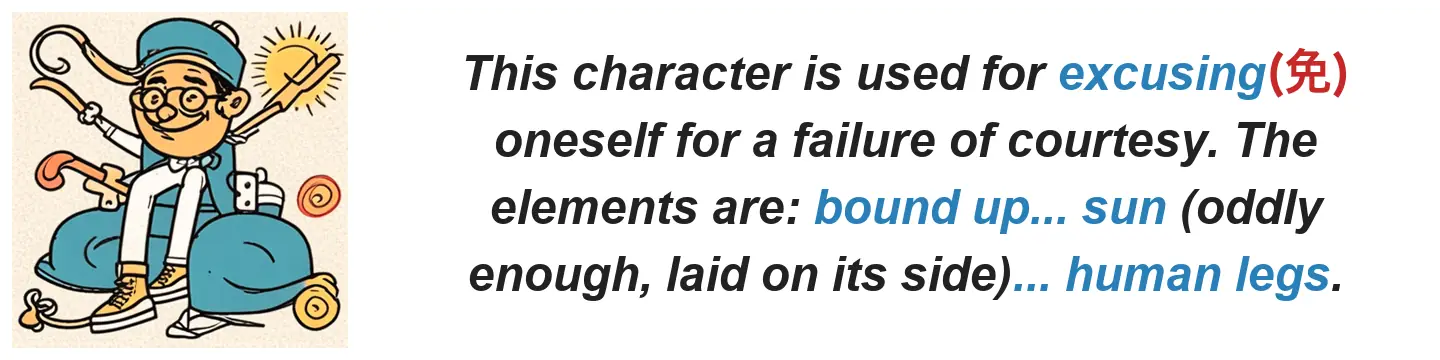 This character is used for excusing(免)
oneself for a failure of courtesy. The
elements are: bound up... sun (oddly
enough, laid on its side)... human legs.